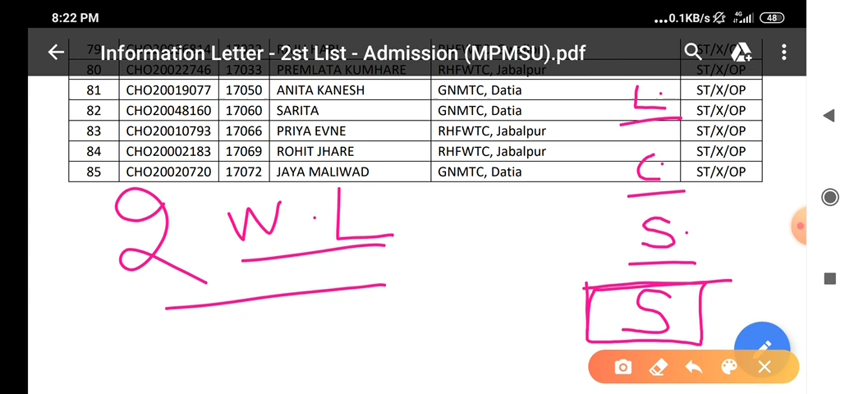 8:22 PM ...0.1KB/s 4G 48
Information Letter - 2st List - Admission (MPMSU).pdf
80 CHO20022746 17033 PREMLATA KUMHARE RHFWTC, Jabalpur ST/X/OP
81 CHO20019077 17050 ANITA KANESH GNMTC, Datia ST/X/OP
82 CHO20048160 17060 SARITA GNMTC, Datia ST/X/OP
83 CHO20010793 17066 PRIYA EVNE RHFWTC, Jabalpur ST/X/OP
84 CHO20002183 17069 ROHIT JHARE RHFWTC, Jabalpur ST/X/OP
85 CHO20020720 17072 JAYA MALIWAD GNMTC, Datia ST/X/OP
L.
C.
2 W.L
S.
S